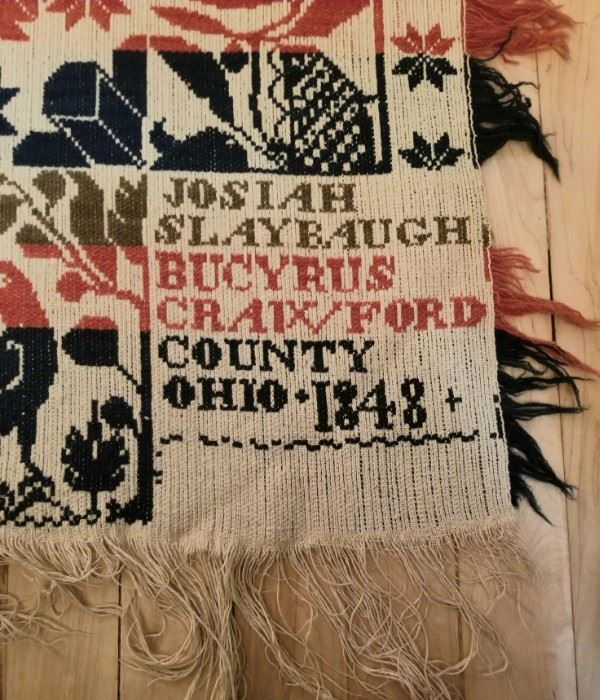 JOSIAH
SLAYBAUGH
BUCYRUS
CRAWFORD
COUNTY
OHIO · 1848 +